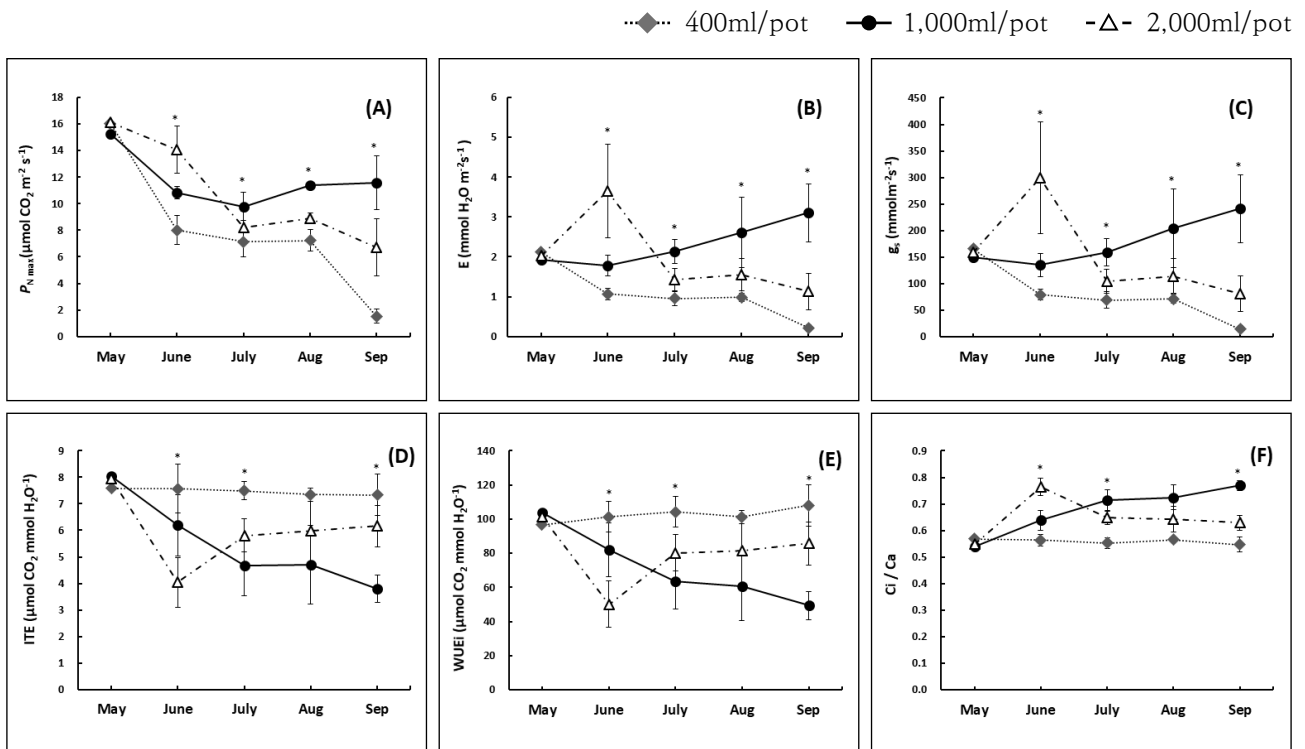 400ml/pot 1,000ml/pot 2,000ml/pot
(A)
P N max (μmol CO2 m-2 s-1)
18
16
14
12
10
8
6
4
2
0
* * * *
May June July Aug Sep
(B)
E (mmol H2O m-2s-1)
6
5
4
3
2
1
0
* * * *
May June July Aug Sep
(C)
gs (mmolm-2s-1)
450
400
350
300
250
200
150
100
50
0
* * * *
May June July Aug Sep
(D)
ITE (μmol CO2 mmol H2O-1)
9
8
7
6
5
4
3
2
1
0
* * *
May June July Aug Sep
(E)
WUEi (μmol CO2 mmol H2O-1)
140
120
100
80
60
40
20
0
* * *
May June July Aug Sep
(F)
Ci / Ca
0.9
0.8
0.7
0.6
0.5
0.4
0.3
0.2
0.1
0.0
* * *
May June July Aug Sep